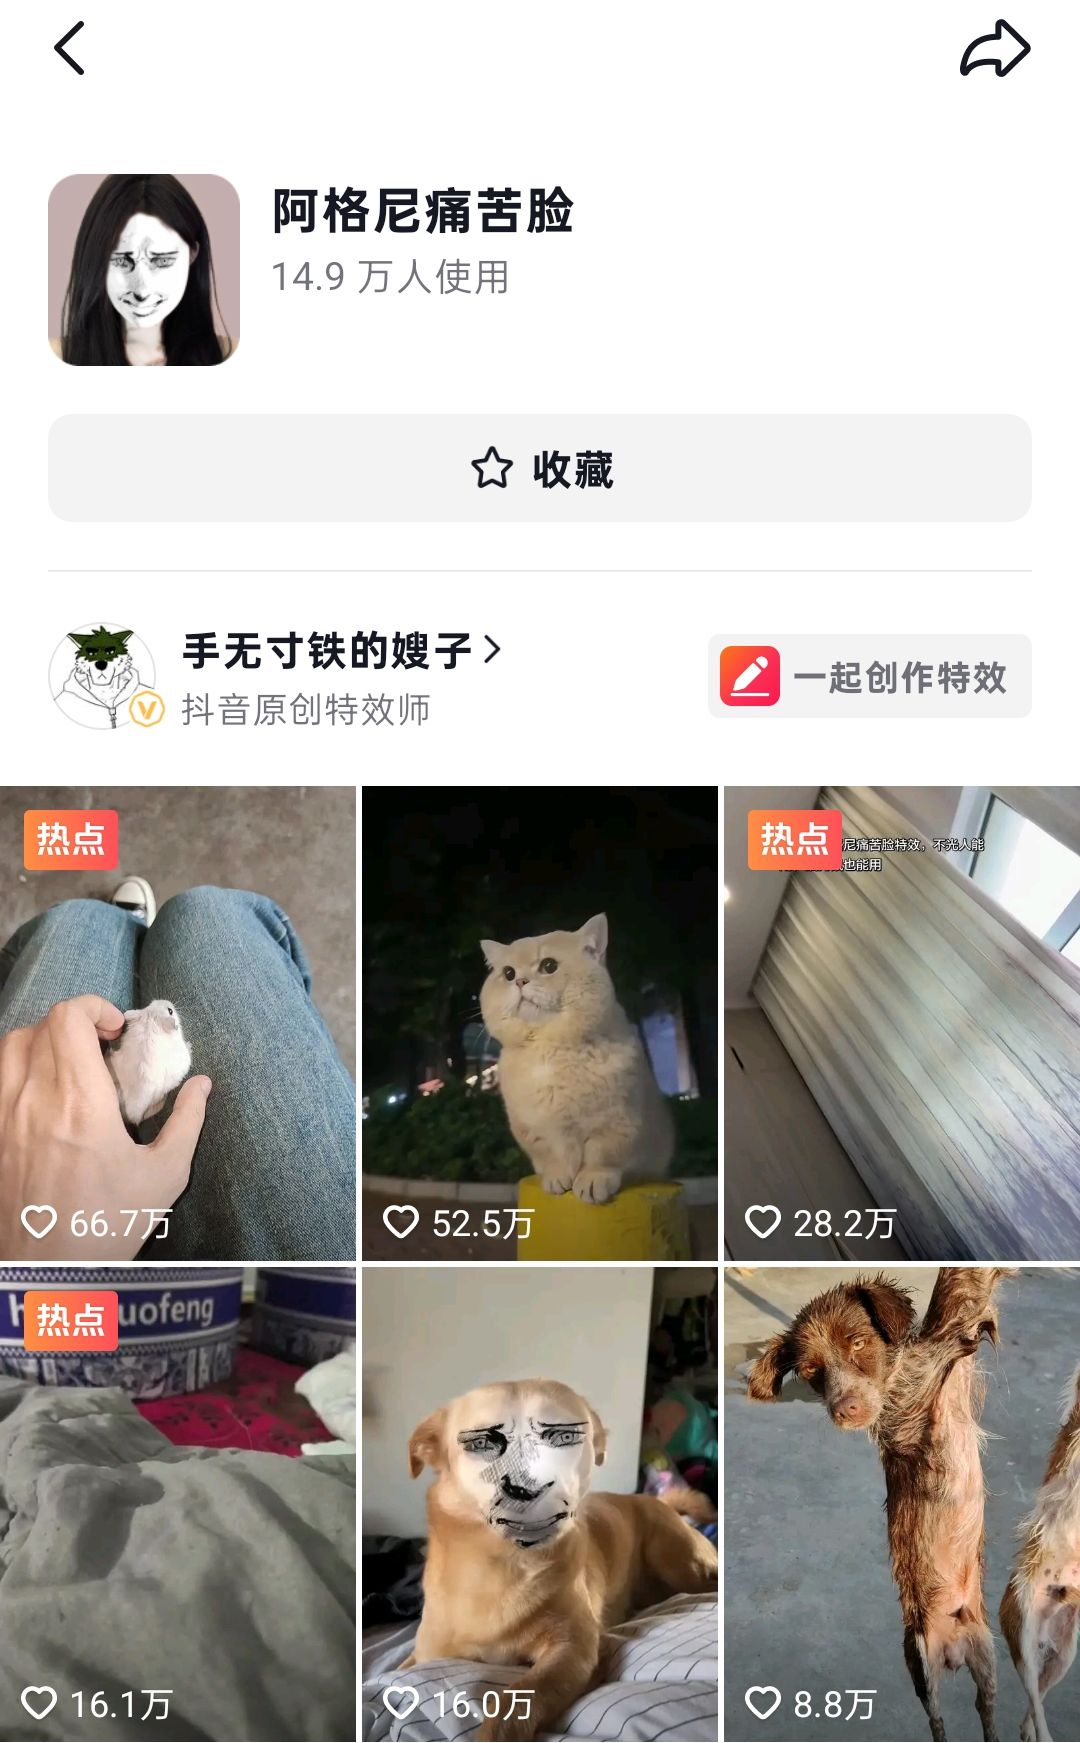 阿格尼痛苦脸
14.9 万人使用
收藏
手无寸铁的嫂子
抖音原创特效师
一起创作特效
热点
热点
尼痛苦脸特效，不光人能
也能用
66.7万
52.5万
28.2万
热点
uofeng
16.1万
16.0万
8.8万